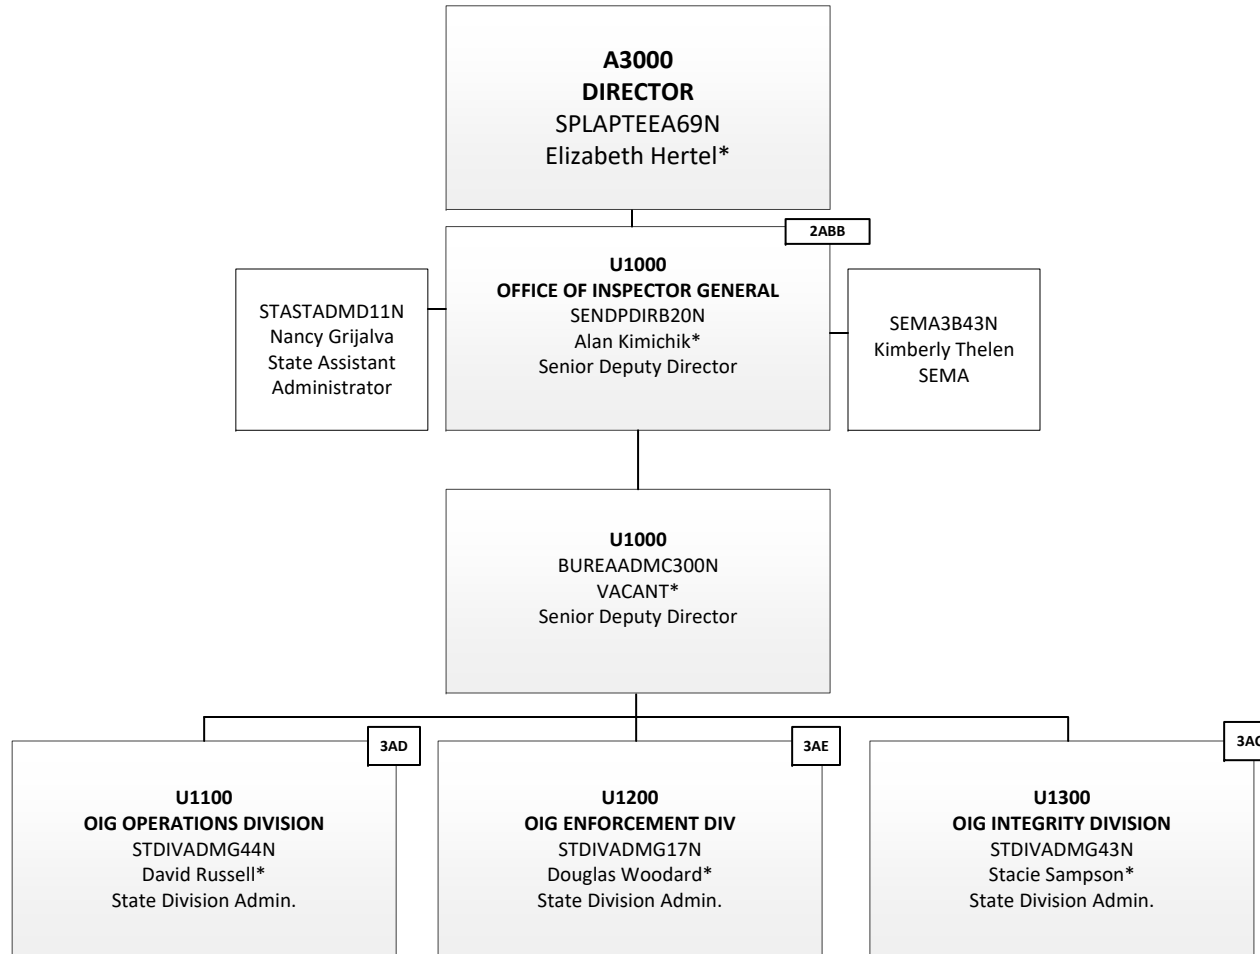 A3000
DIRECTOR
SPLAPTEEA69N
Elizabeth Hertel*
2ABB
U1000
OFFICE OF INSPECTOR GENERAL
SENDPDIRB20N
Alan Kimichik*
Senior Deputy Director
STASTADMD11N
Nancy Grijalva
State Assistant
Administrator
SEMA3B43N
Kimberly Thelen
SEMA
U1000
BUREAADMC300N
VACANT*
Senior Deputy Director
3AD
U1100
OIG OPERATIONS DIVISION
STDIVADMG44N
David Russell*
State Division Admin.
3AE
U1200
OIG ENFORCEMENT DIV
STDIVADMG17N
Douglas Woodard*
State Division Admin.
U1300
OIG INTEGRITY DIVISION
STDIVADMG43N
Stacie Sampson*
State Division Admin.